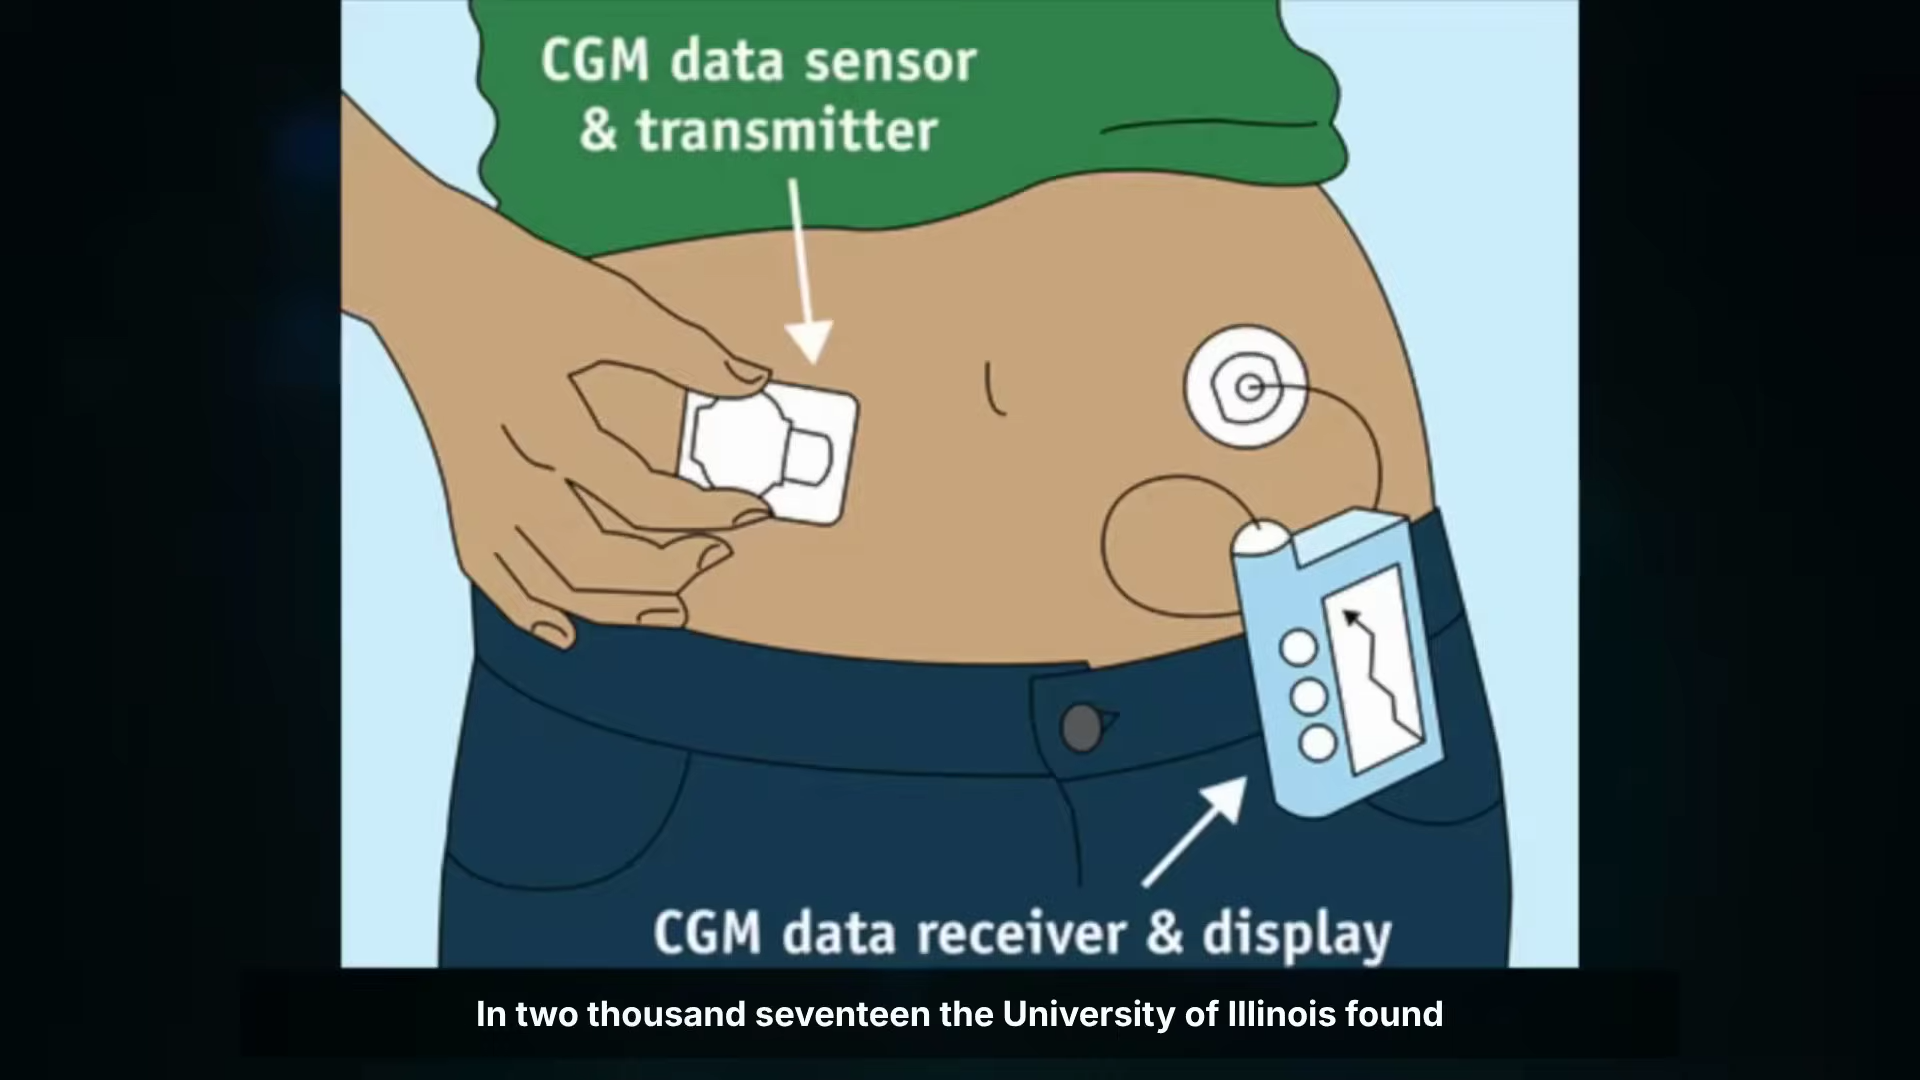 CGM data sensor
& transmitter
CGM data receiver & display
In two thousand seventeen the University of Illinois found